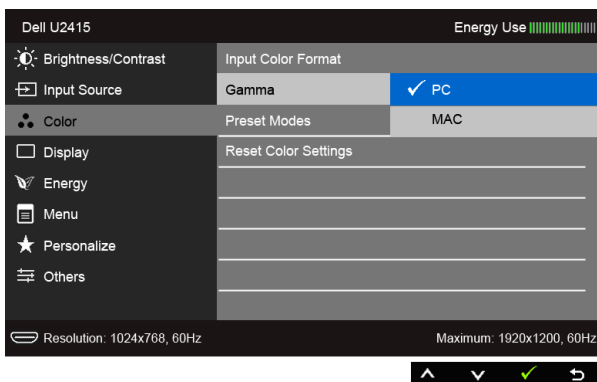 Dell U2415 Energy Use
Brightness/Contrast Input Color Format
Input Source Gamma PC
Color Preset Modes MAC
Display Reset Color Settings
Energy
Menu
Personalize
Others
Resolution: 1024x768, 60Hz Maximum: 1920x1200, 60Hz